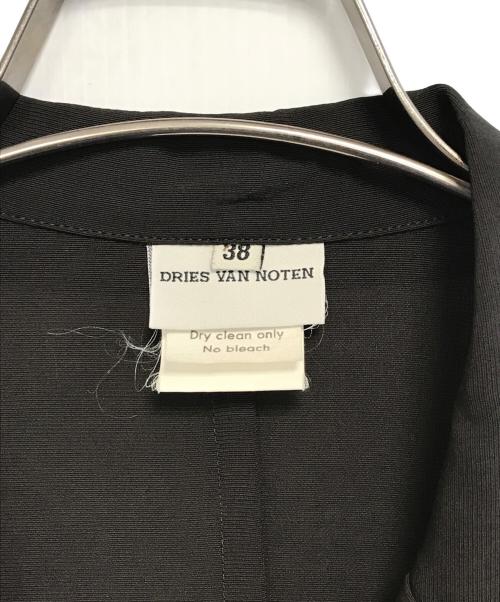 38
DRIES VAN NOTEN
Dry clean only
No bleach